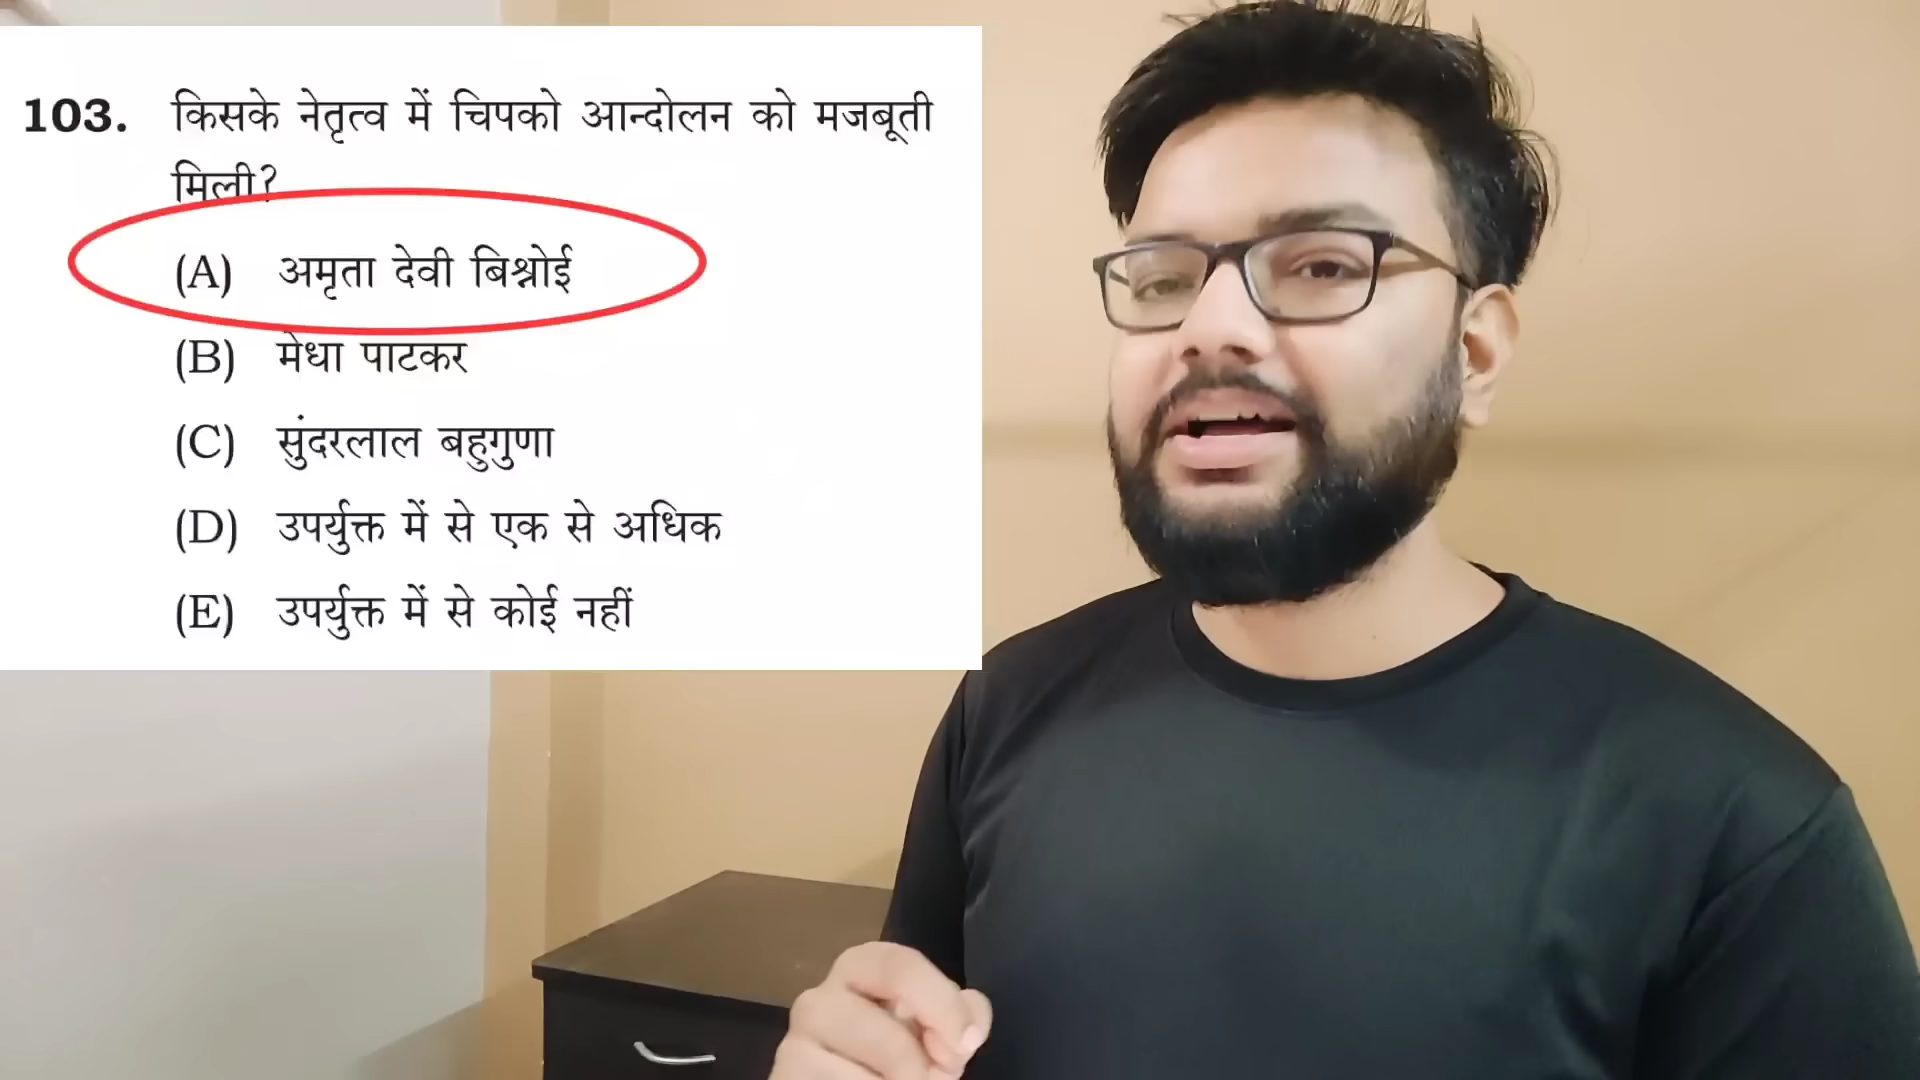 103. किसके नेतृत्व में चिपको आन्दोलन को मजबूती
मिली?
(A) अमृता देवी बिश्नोई
(B) मेधा पाटकर
(C) सुंदरलाल बहुगुणा
(D) उपर्युक्त में से एक से अधिक
(E) उपर्युक्त में से कोई नहीं